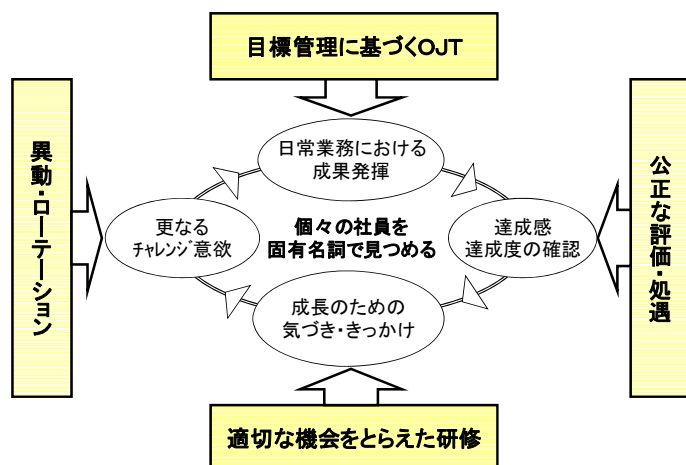 目標管理に基づくOJT
異動・ローテーション
日常業務における
成果発揮
公正な評価・処遇
更なる
ﾁｬﾚﾝｼﾞ意欲
個々の社員を
固有名詞で見つめる
達成感
達成度の確認
成長のための
気づき・きっかけ
適切な機会をとらえた研修